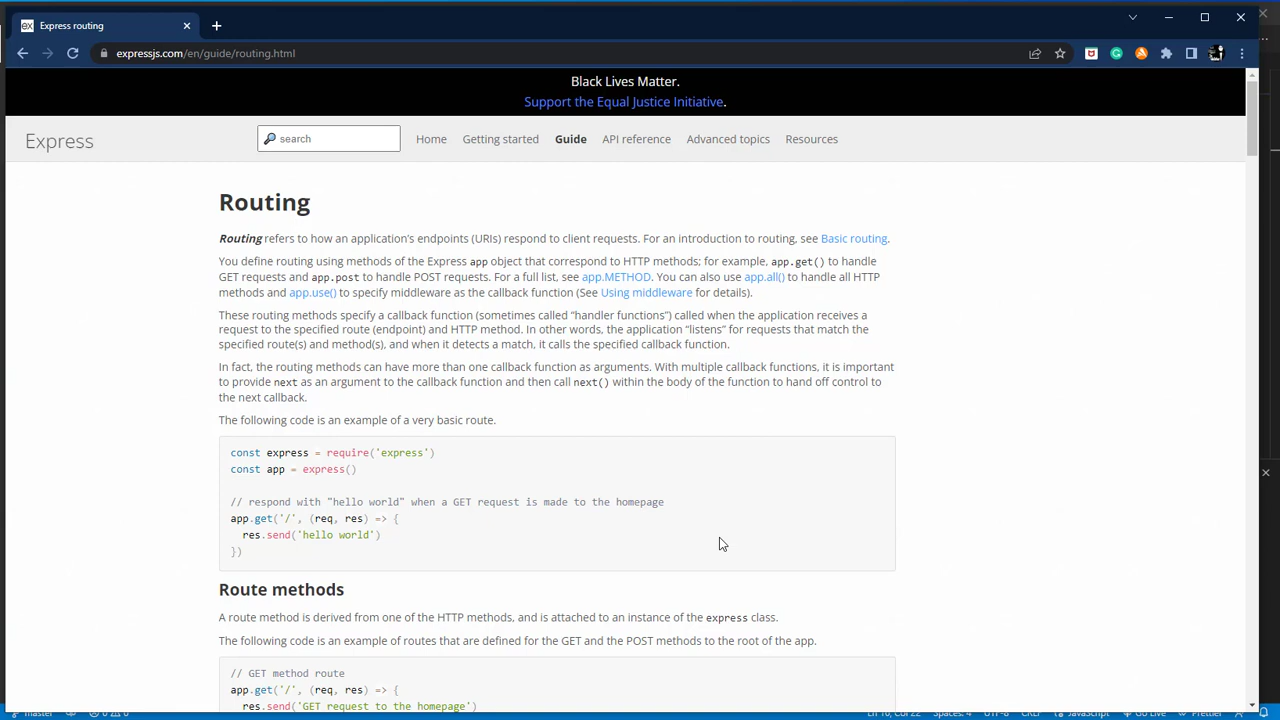 Express routing
expressjs.com/en/guide/routing.html
Black Lives Matter.
Support the Equal Justice Initiative.
Express
search
Home
Getting started
Guide
API reference
Advanced topics
Resources
Routing
Routing refers to how an application's endpoints (URIs) respond to client requests. For an introduction to routing, see Basic routing.
You define routing using methods of the Express app object that correspond to HTTP methods; for example, app.get() to handle
GET requests and app.post to handle POST requests. For a full list, see app.METHOD. You can also use app.all() to handle all HTTP
methods and app.use() to specify middleware as the callback function (See Using middleware for details).
These routing methods specify a callback function (sometimes called “handler functions”) called when the application receives a
request to the specified route (endpoint) and HTTP method. In other words, the application “listens” for requests that match the
specified route(s) and method(s), and when it detects a match, it calls the specified callback function.
In fact, the routing methods can have more than one callback function as arguments. With multiple callback functions, it is important
to provide next as an argument to the callback function and then call next() within the body of the function to hand off control to
the next callback.
The following code is an example of a very basic route.
const express = require('express')
const app = express()
// respond with "hello world" when a GET request is made to the homepage
app.get('/', (req, res) => {
res.send('hello world')
})
Route methods
A route method is derived from one of the HTTP methods, and is attached to an instance of the express class.
The following code is an example of routes that are defined for the GET and the POST methods to the root of the app.
// GET method route
app.get('/', (req, res) => {
res.send('GET request to the homepage')
master
Ln 10, Col 22
Spaces: 4
UTF-8
CRLF
JavaScript
Go Live
Prettier